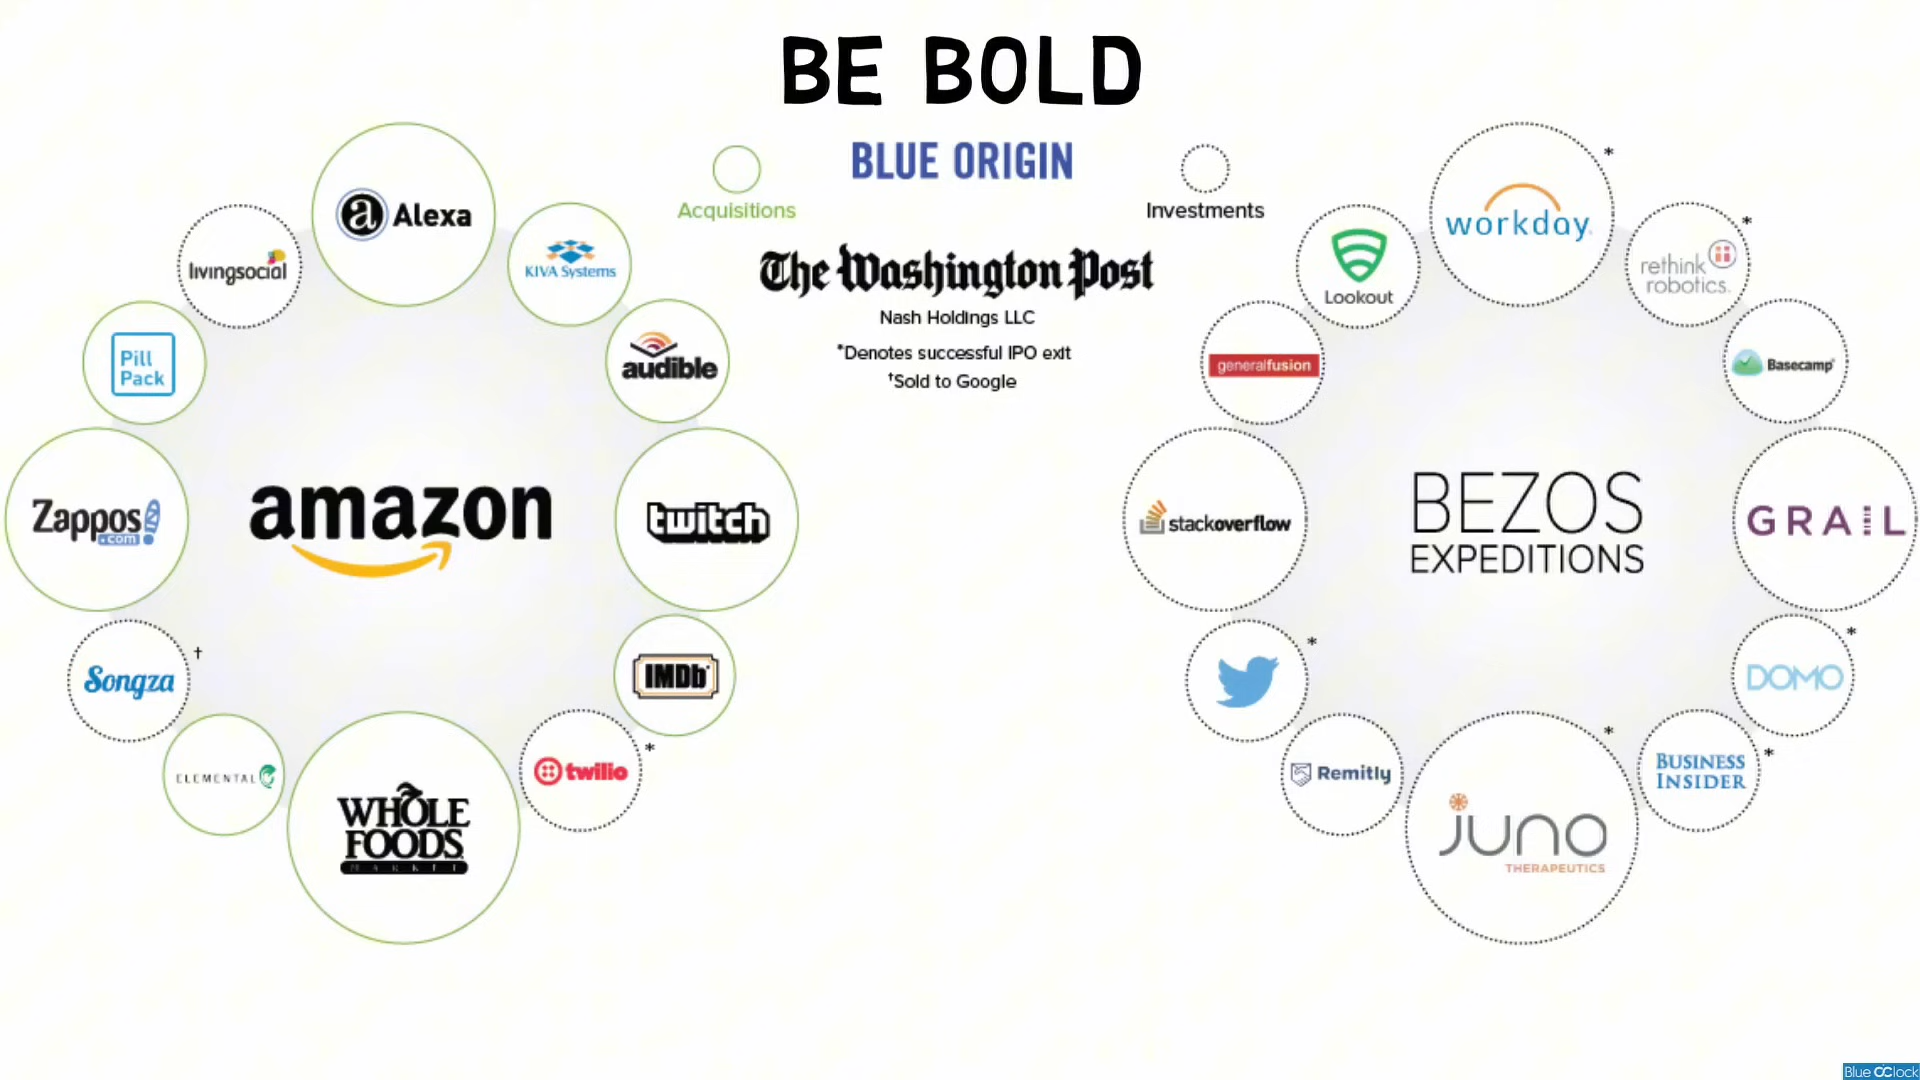 BE BOLD
BLUE ORIGIN
Acquisitions
Investments
The Washington Post
Nash Holdings LLC
*Denotes successful IPO exit
†Sold to Google
a Alexa
livingsocial
KIVA Systems
Pill
Pack
audible
Zappos!
.com
amazon
twitch
Songza †
IMDb
ELEMENTAL
twilio *
WHOLE
FOODS
MARKET
workday *
Lookout
rethink
robotics. *
generalfusion
Basecamp®
stackoverflow
BEZOS
EXPEDITIONS
GRAIL
*
DOMO *
Remitly
BUSINESS
INSIDER *
juno *
THERAPEUTICS
Blue Clock